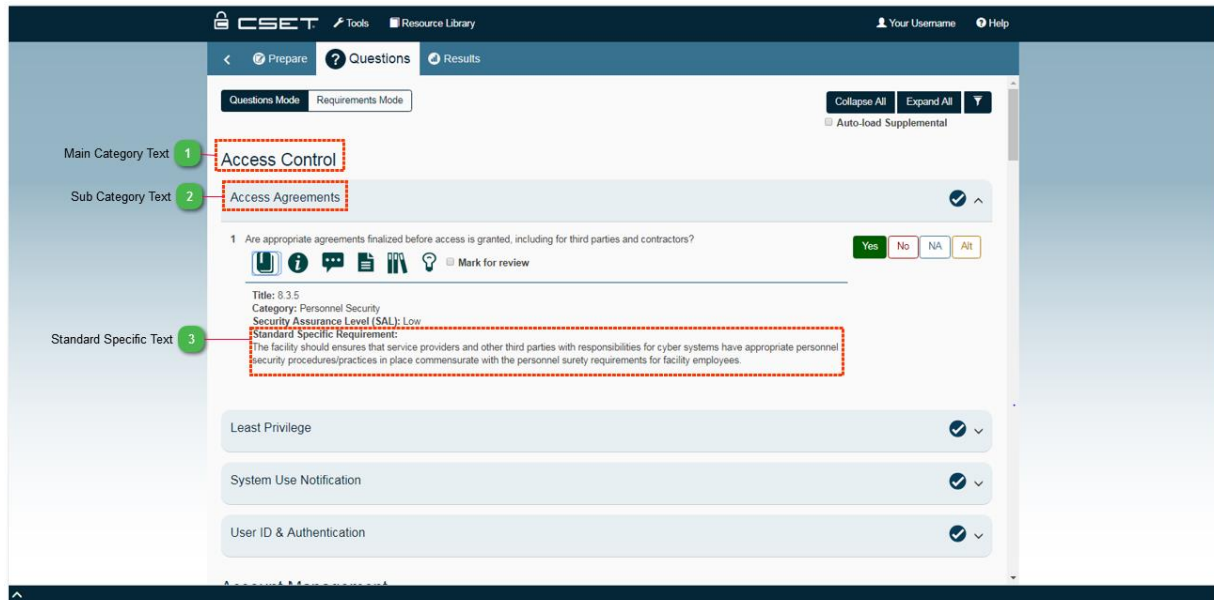 CSET Tools Resource Library Your Username Help
Prepare ? Questions Results
Questions Mode Requirements Mode Collapse All Expand All
Auto-load Supplemental
Main Category Text 1 Access Control
Sub Category Text 2 Access Agreements
1 Are appropriate agreements finalized before access is granted, including for third parties and contractors? Yes No NA Alt
Mark for review
Title: 8.3.5
Category: Personnel Security
Security Assurance Level (SAL): Low
Standard Specific Text 3 Standard Specific Requirement:
The facility should ensures that service providers and other third parties with responsibilities for cyber systems have appropriate personnel
security procedures/practices in place commensurate with the personnel surety requirements for facility employees.
Least Privilege
System Use Notification
User ID & Authentication
Account Management